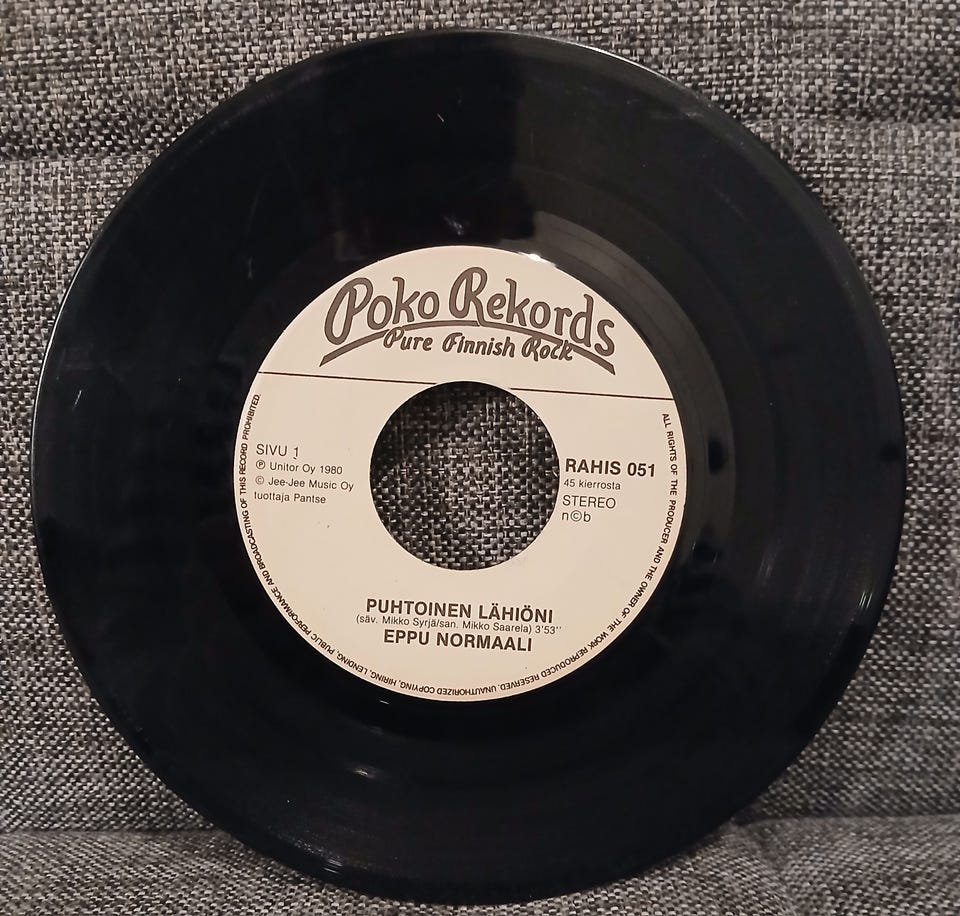 Poko Rekords
Pure Finnish Rock
SIVU 1
℗ Unitor Oy 1980
© Jee-Jee Music Oy
tuottaja Pantse
RAHIS 051
45 kierrosta
STEREO
n©b
PUHTOINEN LÄHIÖNI
(säv. Mikko Syrjä/san. Mikko Saarela) 3'53''
EPPU NORMAALI
ALL RIGHTS OF THE PRODUCER AND THE OWNER OF THE WORK REPRODUCED RESERVED. UNAUTHORIZED COPYING, HIRING, LENDING, PUBLIC PERFORMANCE AND BROADCASTING OF THIS RECORD PROHIBITED.